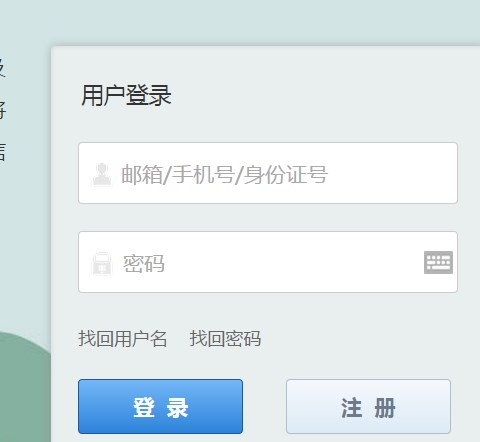 用户登录
邮箱/手机号/身份证号
密码
找回用户名 找回密码
登 录 注 册